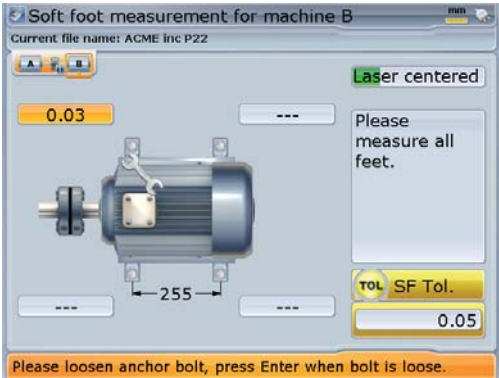 Soft foot measurement for machine B
mm
Current file name: ACME inc P22
A
B
Laser centered
0.03
---
Please
measure all
feet.
255
TOL SF Tol.
---
---
0.05
Please loosen anchor bolt, press Enter when bolt is loose.